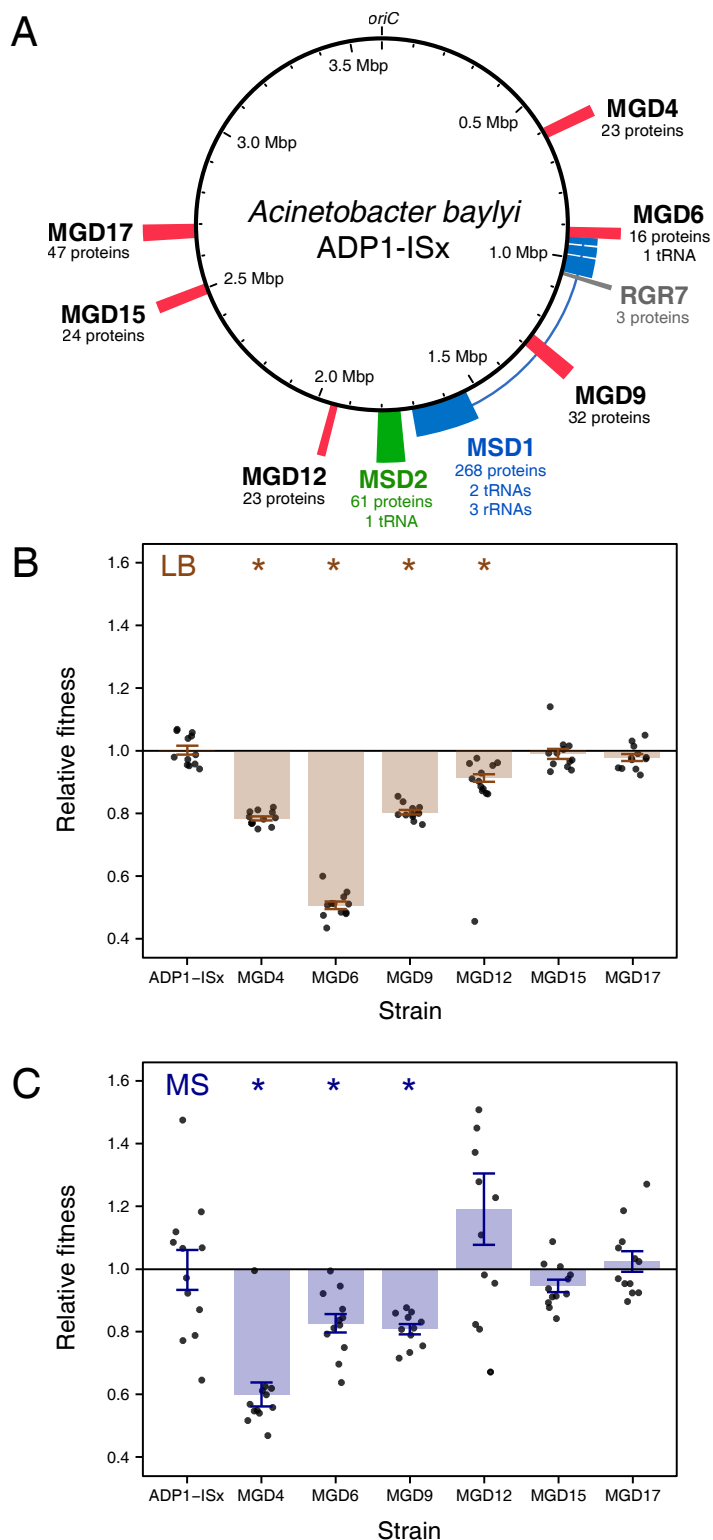 A
oriC
3.5 Mbp
0.5 Mbp
MGD4
23 proteins
3.0 Mbp
Acinetobacter baylyi
ADP1-ISx
MGD17
47 proteins
MGD6
16 proteins
1 tRNA
1.0 Mbp
RGR7
3 proteins
2.5 Mbp
MGD15
24 proteins
1.5 Mbp
2.0 Mbp
MGD9
32 proteins
MGD12
23 proteins
MSD2
61 proteins
1 tRNA
MSD1
268 proteins
2 tRNAs
3 rRNAs
B
LB * * * *
1.6
1.4
1.2
1.0
0.8
0.6
0.4
Relative fitness
ADP1−ISx MGD4 MGD6 MGD9 MGD12 MGD15 MGD17
Strain
C
MS * * *
1.6
1.4
1.2
1.0
0.8
0.6
0.4
Relative fitness
ADP1−ISx MGD4 MGD6 MGD9 MGD12 MGD15 MGD17
Strain